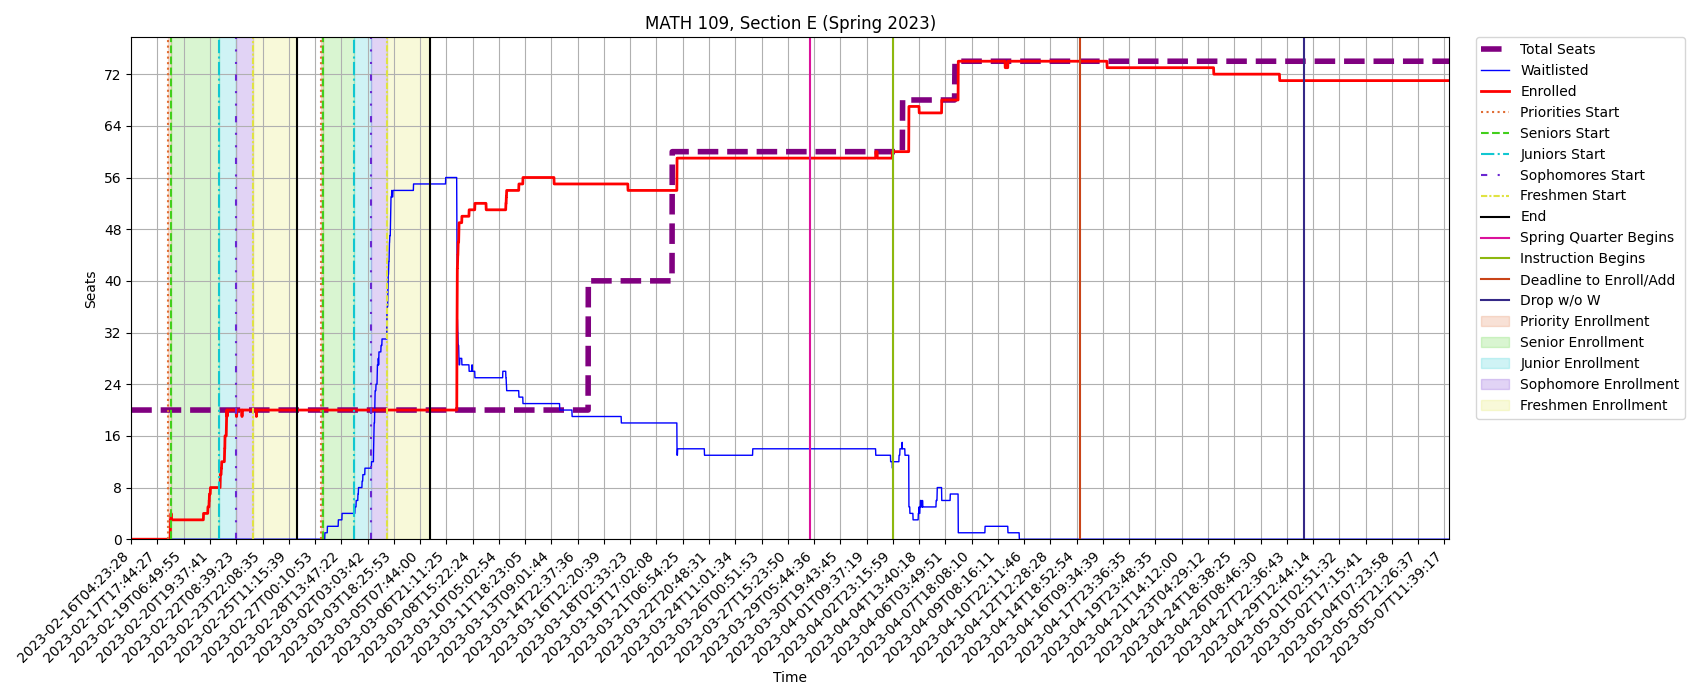 MATH 109, Section E (Spring 2023)
Seats
72
64
56
48
40
32
24
16
8
0
2023-02-16T04:23:28
2023-02-17T17:44:27
2023-02-19T06:49:55
2023-02-20T19:37:41
2023-02-22T08:39:23
2023-02-23T22:08:35
2023-02-25T11:15:39
2023-02-27T00:10:53
2023-02-28T13:47:22
2023-03-02T03:03:42
2023-03-03T18:25:53
2023-03-05T07:44:00
2023-03-06T21:11:25
2023-03-08T15:22:24
2023-03-10T05:02:54
2023-03-11T18:23:05
2023-03-13T09:01:44
2023-03-14T22:37:36
2023-03-16T12:20:39
2023-03-18T02:33:23
2023-03-19T17:02:08
2023-03-21T06:54:25
2023-03-22T20:48:31
2023-03-24T11:01:34
2023-03-26T00:51:53
2023-03-27T15:23:50
2023-03-29T05:44:36
2023-03-30T19:43:45
2023-04-01T09:37:19
2023-04-02T23:15:59
2023-04-04T13:40:18
2023-04-06T03:49:51
2023-04-07T18:08:10
2023-04-09T08:16:11
2023-04-10T22:11:46
2023-04-12T12:28:28
2023-04-14T18:52:54
2023-04-16T09:34:39
2023-04-17T23:36:35
2023-04-19T23:48:35
2023-04-21T14:12:00
2023-04-23T04:29:12
2023-04-24T18:38:25
2023-04-26T08:46:30
2023-04-27T22:36:43
2023-04-29T12:44:14
2023-05-01T02:51:32
2023-05-02T17:15:41
2023-05-04T07:23:58
2023-05-05T21:26:37
2023-05-07T11:39:17
Time
Total Seats
Waitlisted
Enrolled
Priorities Start
Seniors Start
Juniors Start
Sophomores Start
Freshmen Start
End
Spring Quarter Begins
Instruction Begins
Deadline to Enroll/Add
Drop w/o W
Priority Enrollment
Senior Enrollment
Junior Enrollment
Sophomore Enrollment
Freshmen Enrollment